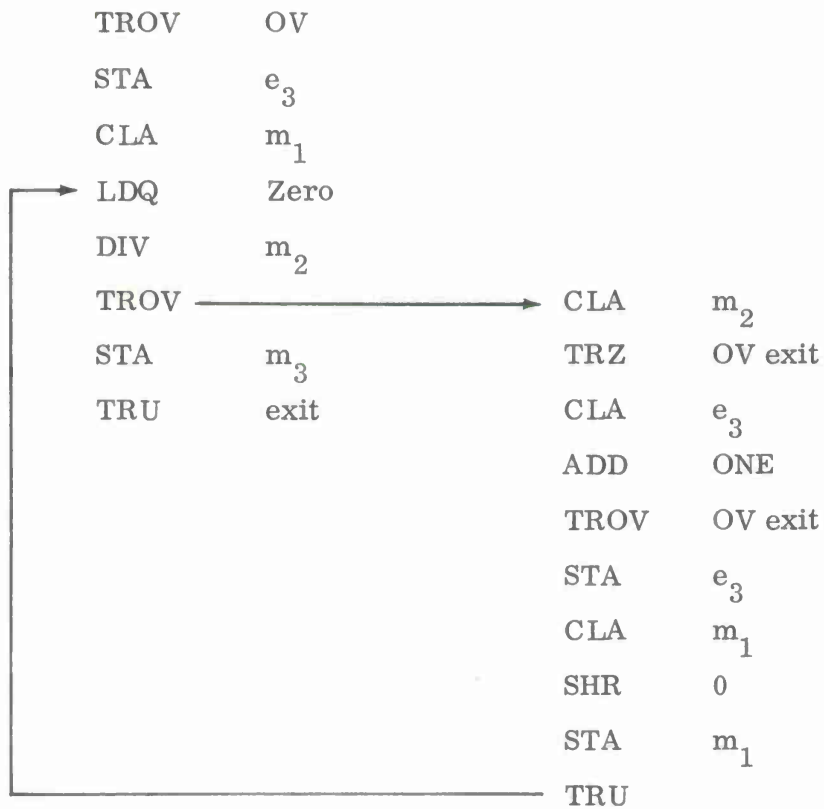 TROV OV
STA e3
CLA m1
LDQ Zero
DIV m2
TROV
STA m3
TRU exit
CLA m2
TRZ OV exit
CLA e3
ADD ONE
TROV OV exit
STA e3
CLA m1
SHR 0
STA m1
TRU